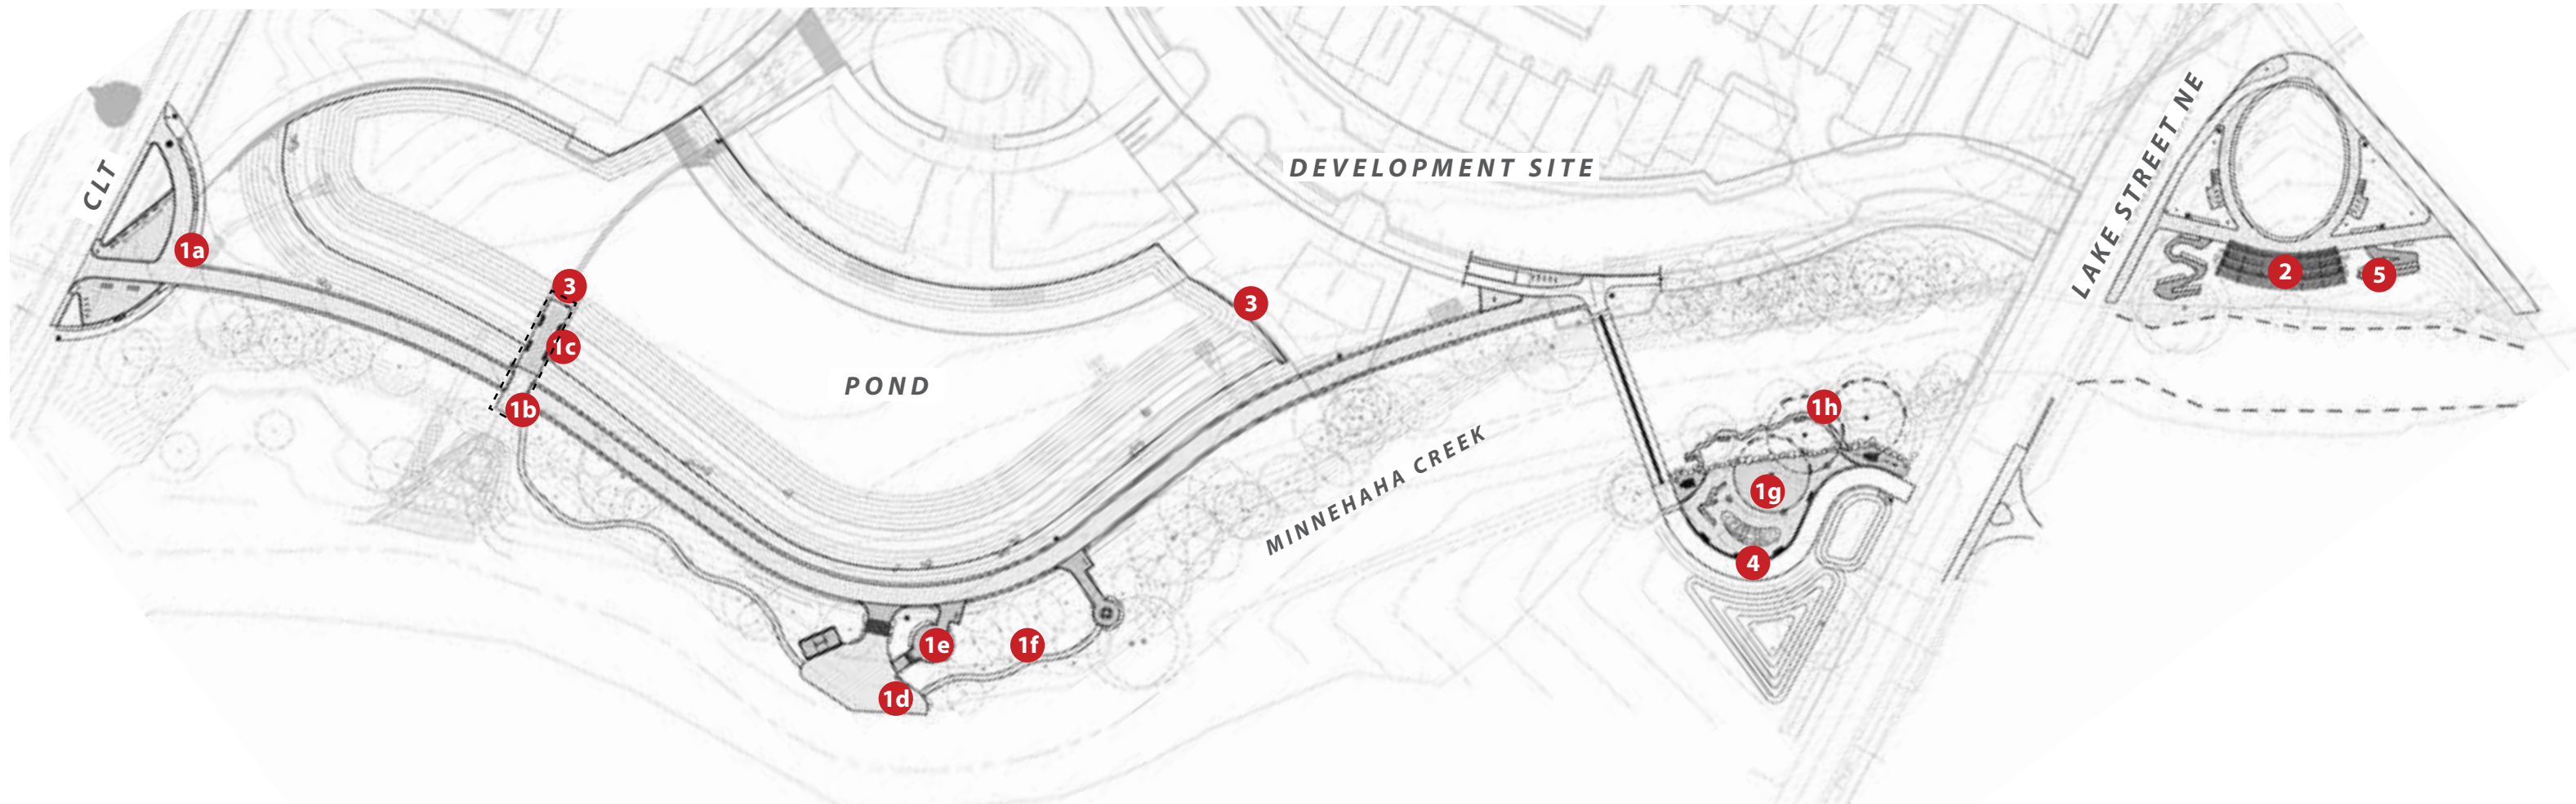 CLT
1a
3
1c
1b
POND
DEVELOPMENT SITE
3
MINNEHAHA CREEK
1e
1f
1d
1h
1g
4
LAKE STREET NE
2
5